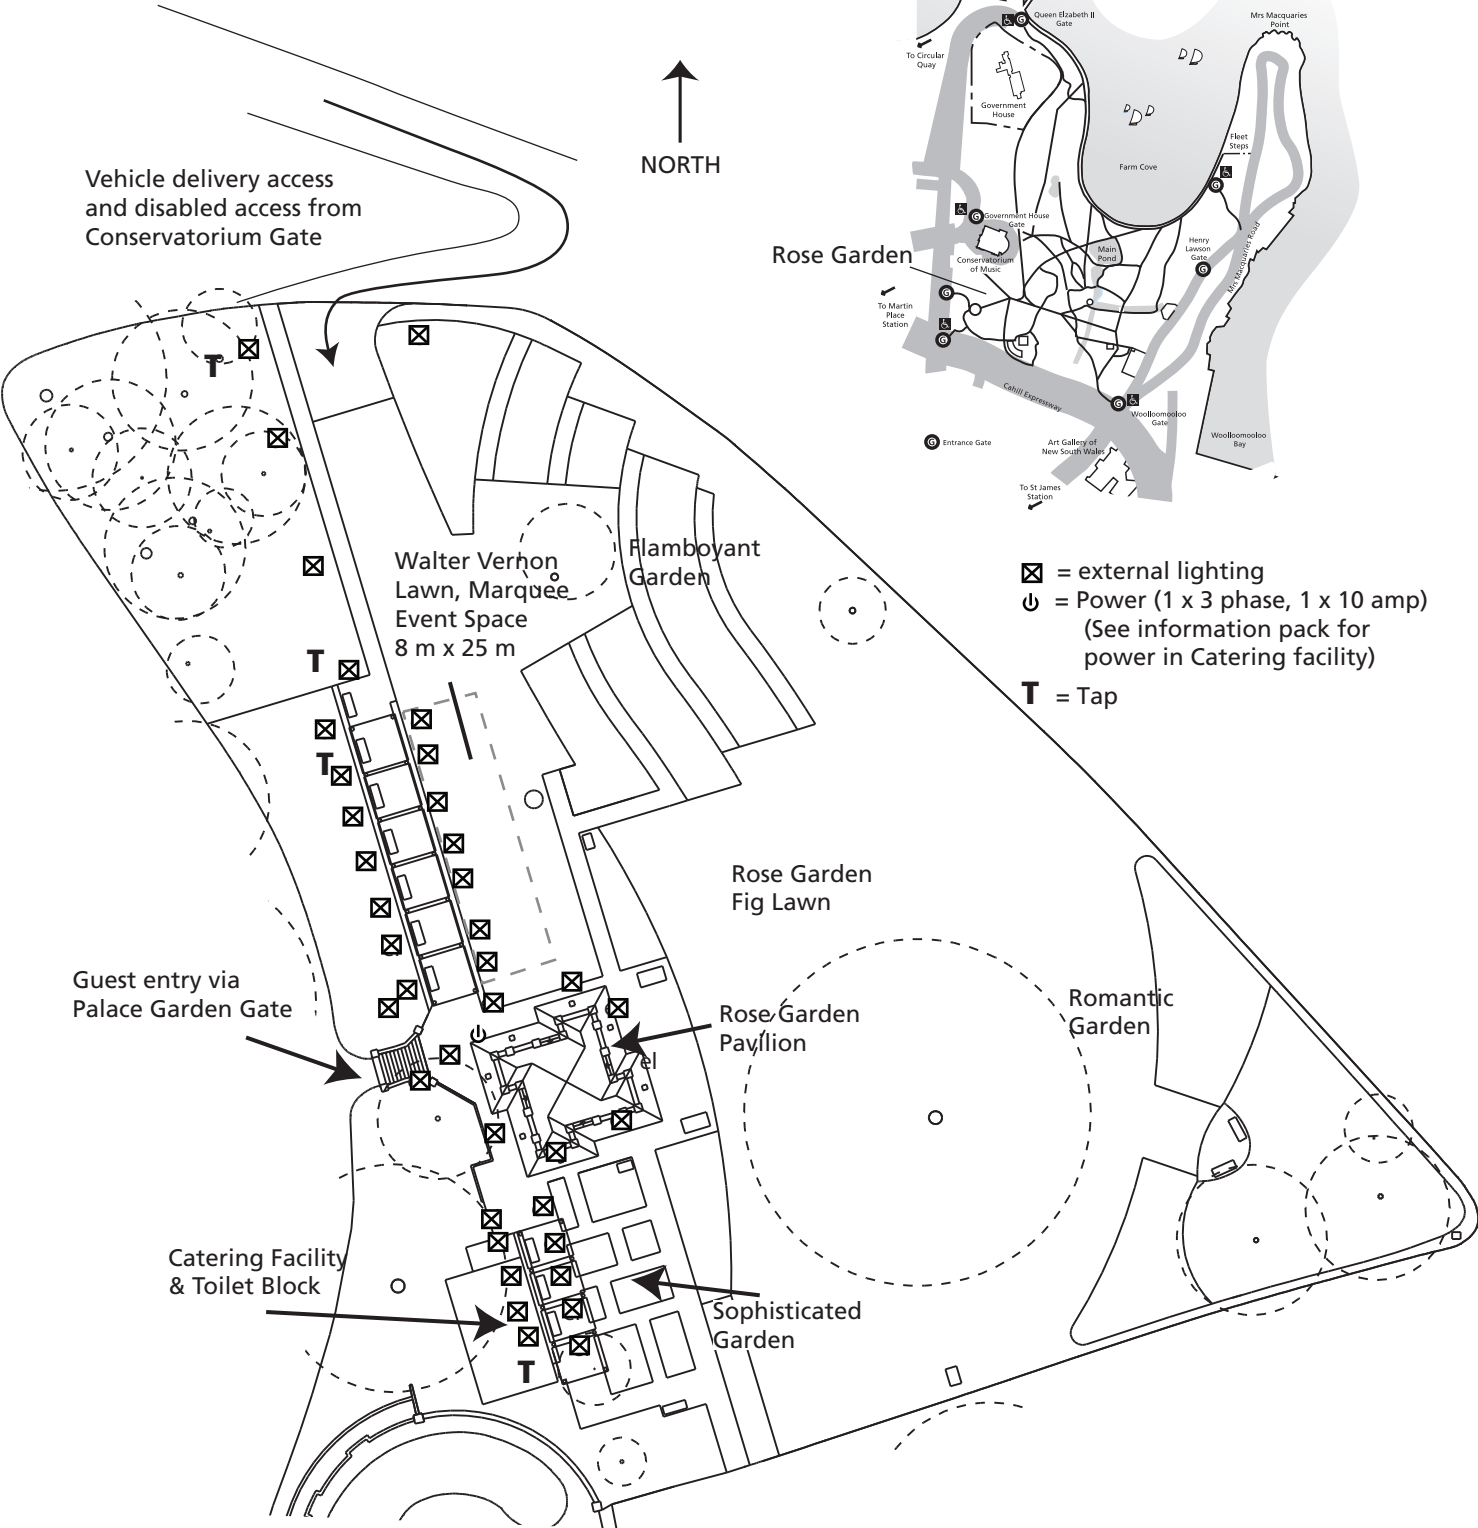 Queen Elzabeth II
Gate
Mrs Macquaries
Point
To Circular
Quay
Government
House
Fleet
Steps
Farm Cove
NORTH
Vehicle delivery access
and disabled access from
Conservatorium Gate
G
G
G
G
G
G
G
Government House
Gate
Conservatorium
of Music
Main
Pond
Henry
Lawson
Gate
Mrs Macquaries Road
Rose Garden
To Martin
Place
Station
Cahill Expressway
Woolloomooloo
Gate
Woolloomooloo
Bay
G Entrance Gate
Art Gallery of
New South Wales
To St James
Station
= external lighting
= Power (1 x 3 phase, 1 x 10 amp)
(See information pack for
power in Catering facility)
T = Tap
T
T
T
Walter Vernon
Lawn, Marquee
Event Space
8 m x 25 m
Flamboyant
Garden
Rose Garden
Fig Lawn
Guest entry via
Palace Garden Gate
Rose Garden
Pavilion
el
Romantic
Garden
Catering Facility
& Toilet Block
Sophisticated
Garden
T